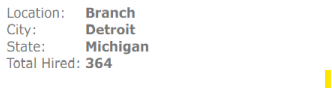 Location: Branch
City: Detroit
State: Michigan
Total Hired: 364